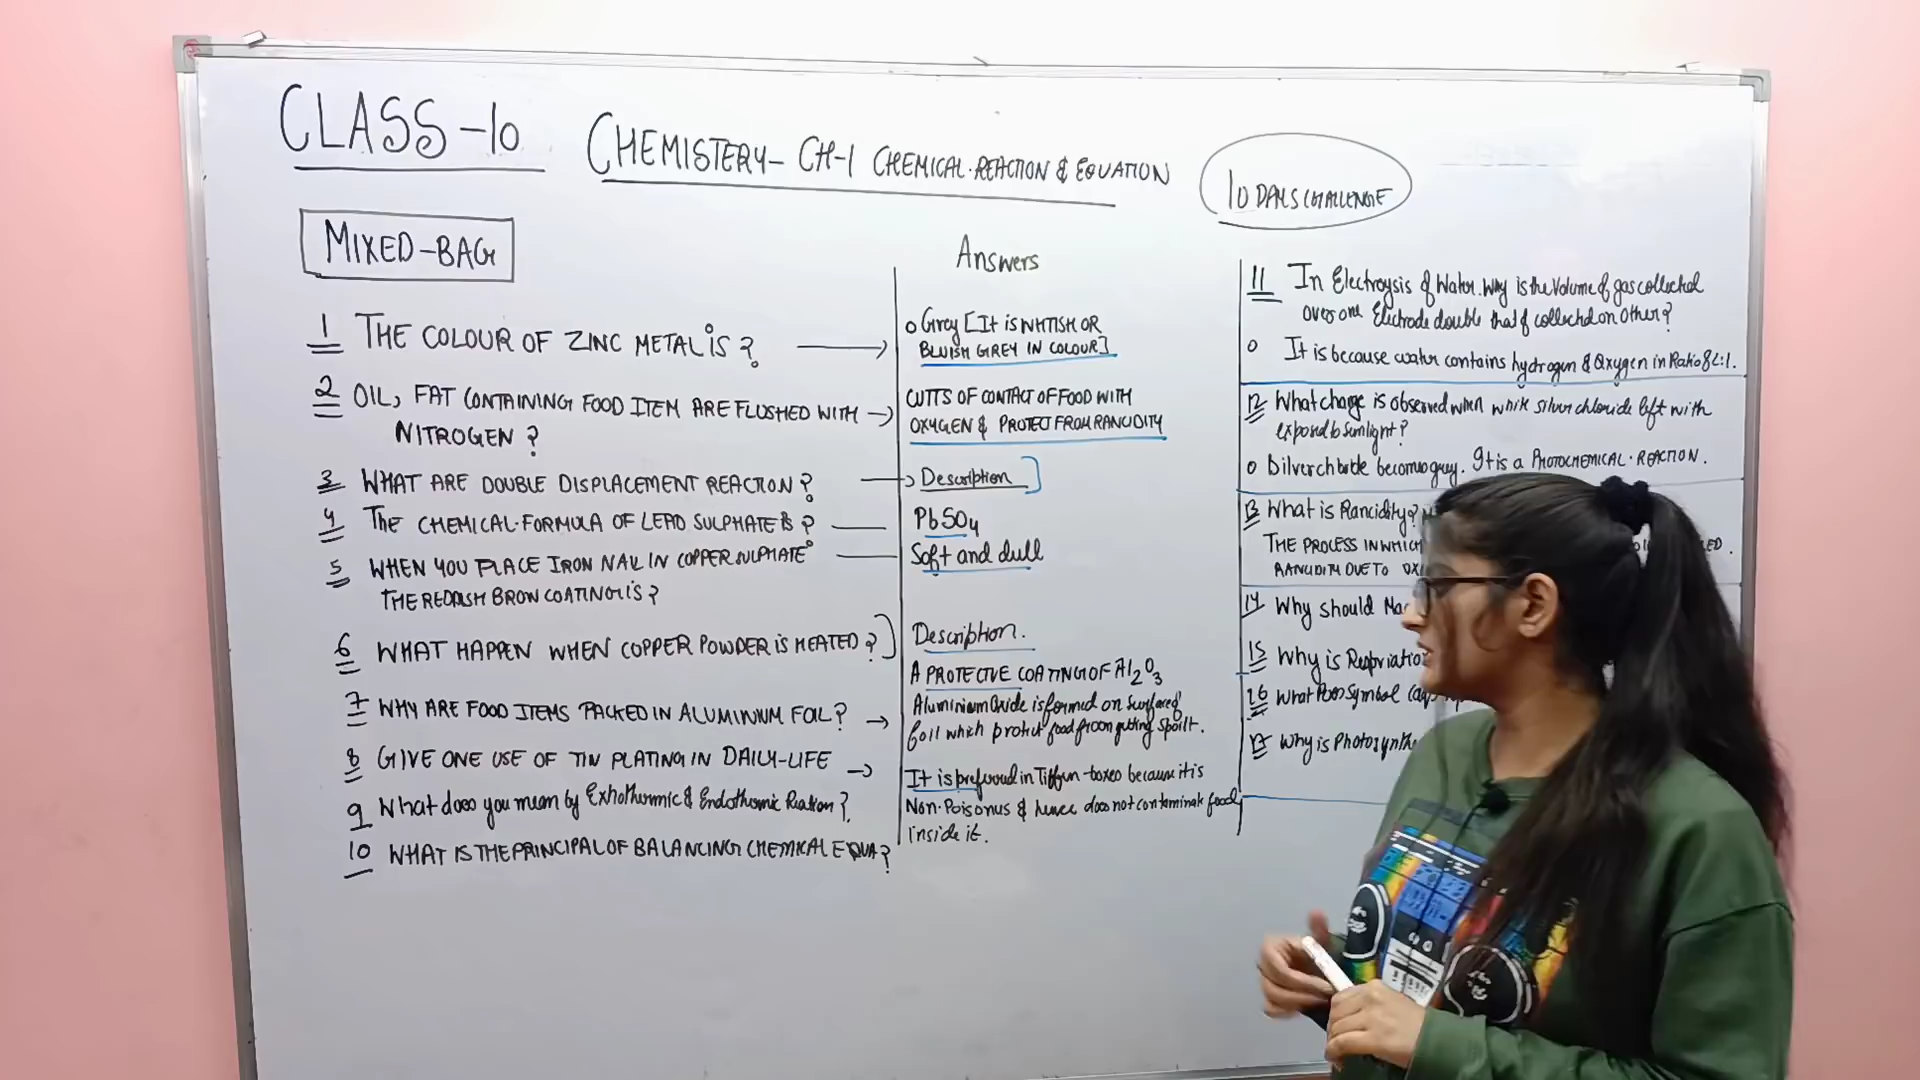 CLASS-10
CHEMISTERY- CH-1 CHEMICAL.REACTION & EQUATION
10 DAYS CHALLENGE
MIXED-BAG
1 THE COLOUR OF ZINC METAL IS?
2 OIL, FAT CONTAINING FOOD ITEM ARE FLUSHED WITH
NITROGEN?
3 WHAT ARE DOUBLE DISPLACEMENT REACTION?
4 The CHEMICAL.FORMULA OF LEAD SULPHATE IS?
5 WHEN YOU PLACE IRON NAIL IN COPPER SULPHATE
THE REDDISH BROWN COATING IS?
6 WHAT HAPPEN WHEN COPPER POWDER IS HEATED?
7 WHY ARE FOOD ITEMS PACKED IN ALUMINIUM FOIL?
8 GIVE ONE USE OF TIN PLATING IN DAILY-LIFE
9 What does you mean by Exhothermic & Endothermic Reation?
10 WHAT IS THE PRINCIPAL OF BALANCING CHEMICAL EQUA?
Answers
Grey [It is WHTISH OR
BLUISH GREY IN COLOUR]
CUTTS OF CONTACT OF FOOD WITH
OXYGEN & PROTECT FROM RANCIDITY
Description
PbSO4
Soft and dull
Description.
A PROTECTIVE COATING OF Al2O3
Aluminium Oxide is formed on surface of
foil which protect food from getting spoilt.
It is preferred in Tiffin-boxes because it is
Non-Poisonus & hence does not contaminate food
inside it.
11 In Electroysis of Water. Why is the Volume of gas collected
over one Electrode double that of collected on other?
It is because water contains hydrogen & Oxygen in Ratio of 2:1.
12 What change is observed when white silver chloride left with
exposed to sunlight?
Silver chloride becomes grey. It is a PHOTOCHEMICAL.REACTION.
13 What is Rancidity?
THE PROCESS IN WHICH
RANCIDITY DUE TO
14 Why should
15 Why is
16 What Symbol
17 Why is